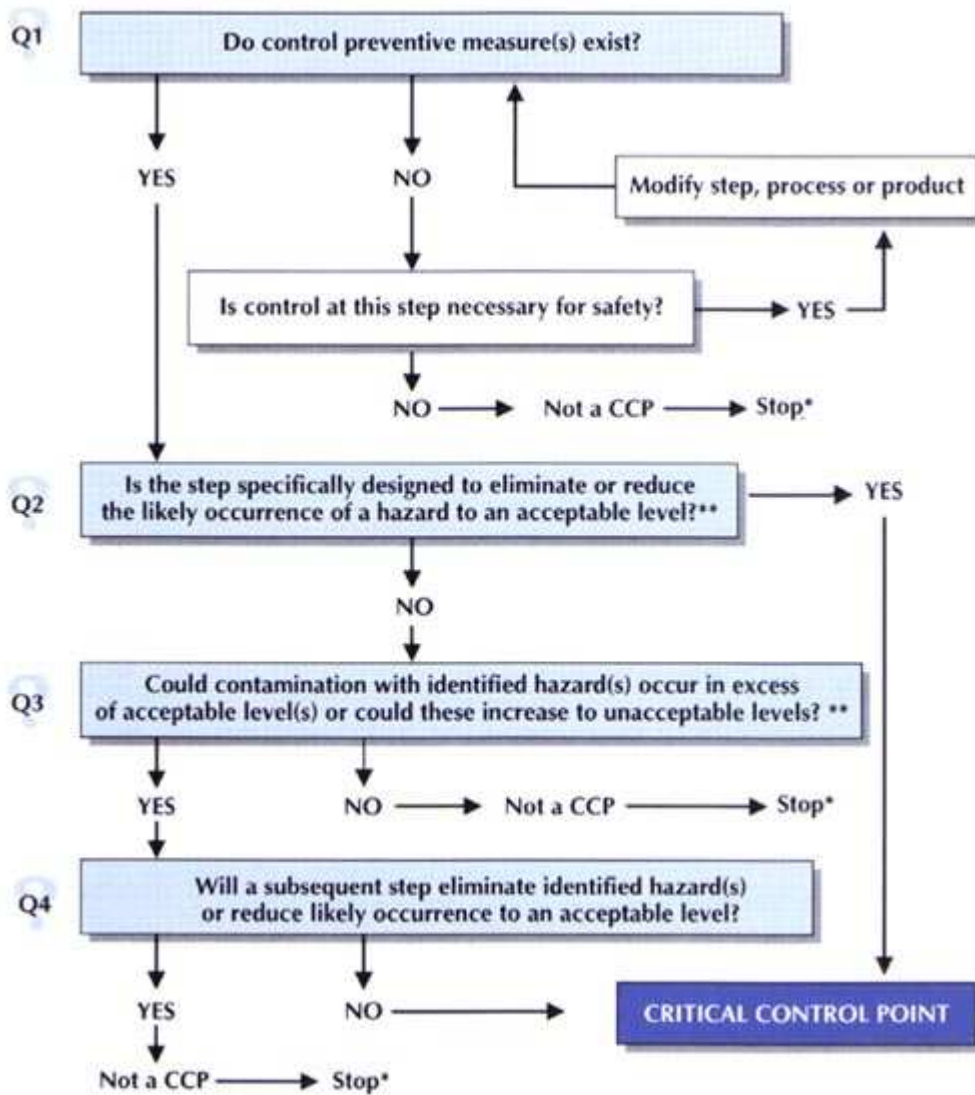 Q1
Do control preventive measure(s) exist?
YES
NO
Modify step, process or product
Is control at this step necessary for safety?
YES
NO
Not a CCP
Stop*
Q2
Is the step specifically designed to eliminate or reduce
the likely occurrence of a hazard to an acceptable level?**
YES
NO
Q3
Could contamination with identified hazard(s) occur in excess
of acceptable level(s) or could these increase to unacceptable levels? **
YES
NO
Not a CCP
Stop*
Q4
Will a subsequent step eliminate identified hazard(s)
or reduce likely occurrence to an acceptable level?
YES
NO
CRITICAL CONTROL POINT
Not a CCP
Stop*